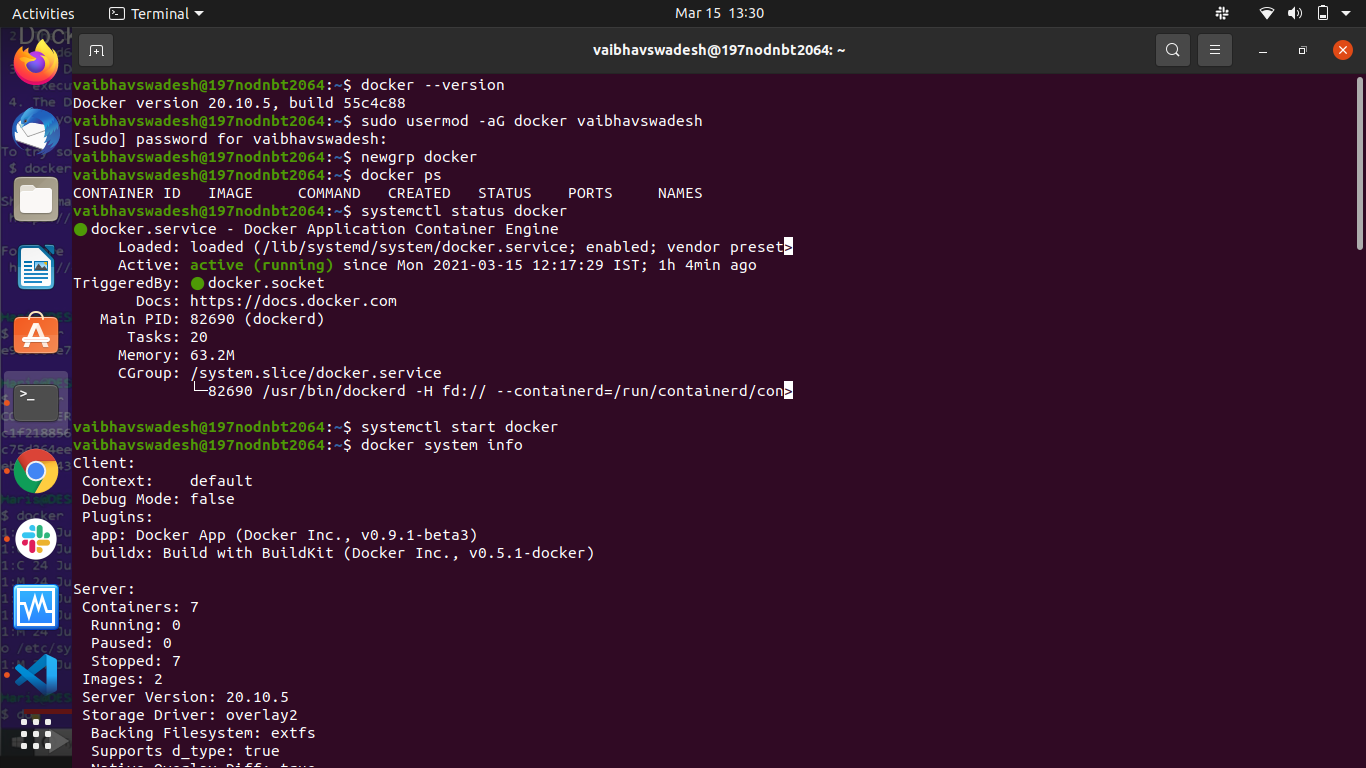 Activities
Terminal
Mar 15 13:30
vaibhavswadesh@197nodnbt2064: ~
vaibhavswadesh@197nodnbt2064:~$ docker --version
Docker version 20.10.5, build 55c4c88
vaibhavswadesh@197nodnbt2064:~$ sudo usermod -aG docker vaibhavswadesh
[sudo] password for vaibhavswadesh:
vaibhavswadesh@197nodnbt2064:~$ newgrp docker
vaibhavswadesh@197nodnbt2064:~$ docker ps
CONTAINER ID   IMAGE     COMMAND   CREATED   STATUS    PORTS     NAMES
vaibhavswadesh@197nodnbt2064:~$ systemctl status docker
● docker.service - Docker Application Container Engine
     Loaded: loaded (/lib/systemd/system/docker.service; enabled; vendor preset>
     Active: active (running) since Mon 2021-03-15 12:17:29 IST; 1h 4min ago
TriggeredBy: ● docker.socket
       Docs: https://docs.docker.com
   Main PID: 82690 (dockerd)
      Tasks: 20
     Memory: 63.2M
     CGroup: /system.slice/docker.service
             └─82690 /usr/bin/dockerd -H fd:// --containerd=/run/containerd/con>
vaibhavswadesh@197nodnbt2064:~$ systemctl start docker
vaibhavswadesh@197nodnbt2064:~$ docker system info
Client:
 Context:    default
 Debug Mode: false
 Plugins:
  app: Docker App (Docker Inc., v0.9.1-beta3)
  buildx: Build with BuildKit (Docker Inc., v0.5.1-docker)
Server:
 Containers: 7
  Running: 0
  Paused: 0
  Stopped: 7
 Images: 2
 Server Version: 20.10.5
 Storage Driver: overlay2
  Backing Filesystem: extfs
  Supports d_type: true
  Native Overlay Diff: true